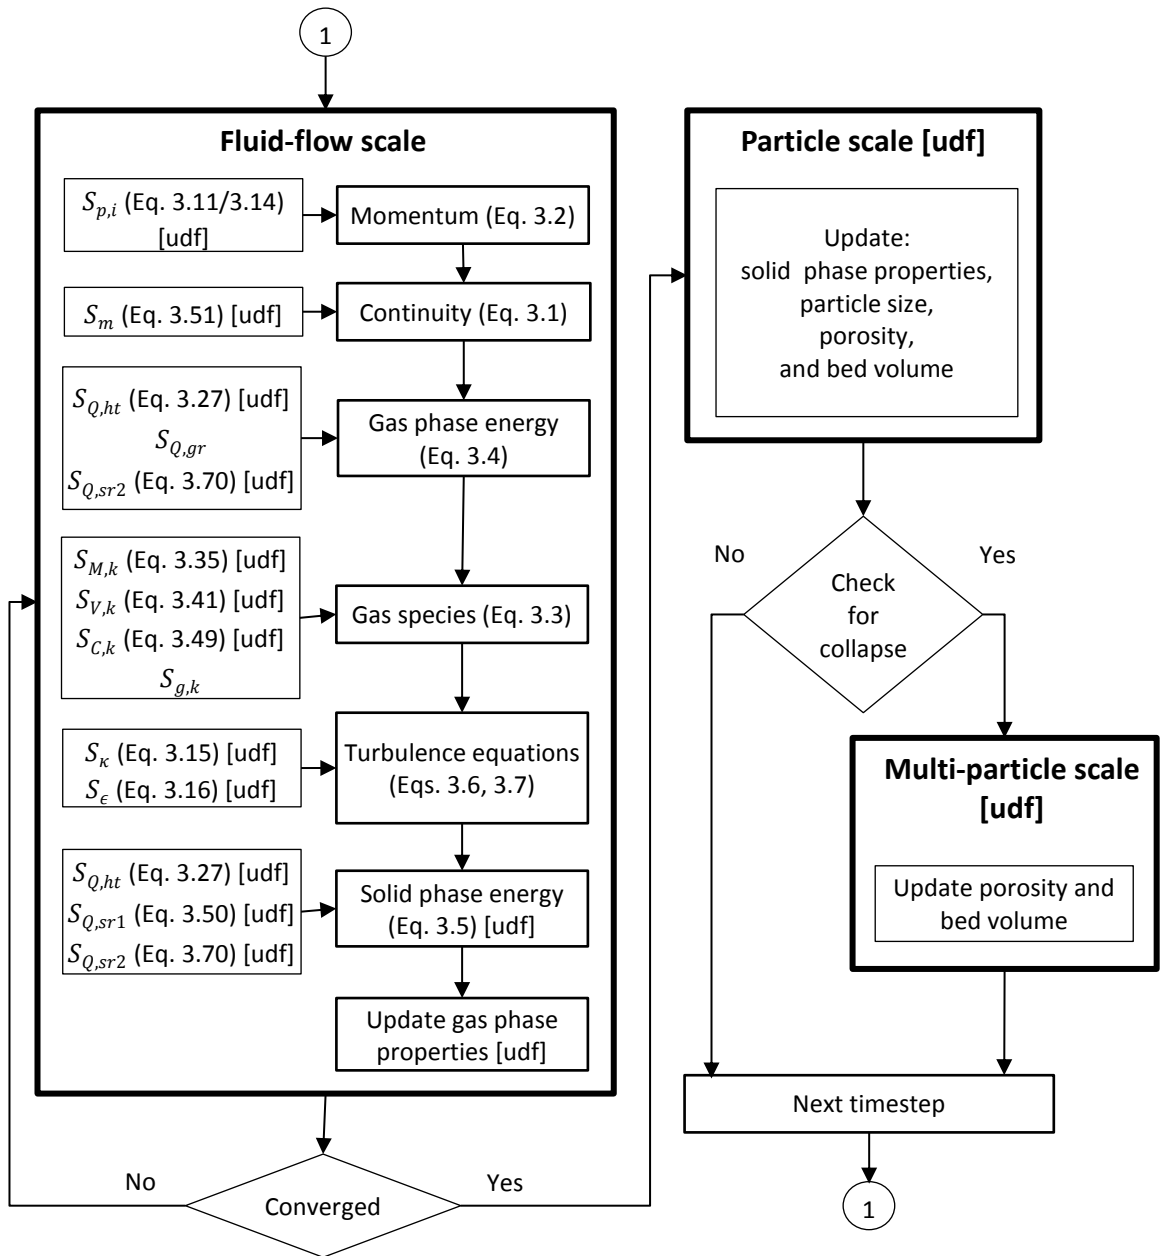 1
Fluid-flow scale
S_{p,i} (Eq. 3.11/3.14)
[udf]
Momentum (Eq. 3.2)
S_m (Eq. 3.51) [udf]
Continuity (Eq. 3.1)
S_{Q,ht} (Eq. 3.27) [udf]
S_{Q,gr}
S_{Q,sr2} (Eq. 3.70) [udf]
Gas phase energy
(Eq. 3.4)
S_{M,k} (Eq. 3.35) [udf]
S_{V,k} (Eq. 3.41) [udf]
S_{C,k} (Eq. 3.49) [udf]
S_{g,k}
Gas species (Eq. 3.3)
S_κ (Eq. 3.15) [udf]
S_ϵ (Eq. 3.16) [udf]
Turbulence equations
(Eqs. 3.6, 3.7)
S_{Q,ht} (Eq. 3.27) [udf]
S_{Q,sr1} (Eq. 3.50) [udf]
S_{Q,sr2} (Eq. 3.70) [udf]
Solid phase energy
(Eq. 3.5) [udf]
Update gas phase
properties [udf]
No
Converged
Yes
Particle scale [udf]
Update:
solid phase properties,
particle size,
porosity,
and bed volume
No
Check
for
collapse
Yes
Multi-particle scale
[udf]
Update porosity and
bed volume
Next timestep
1